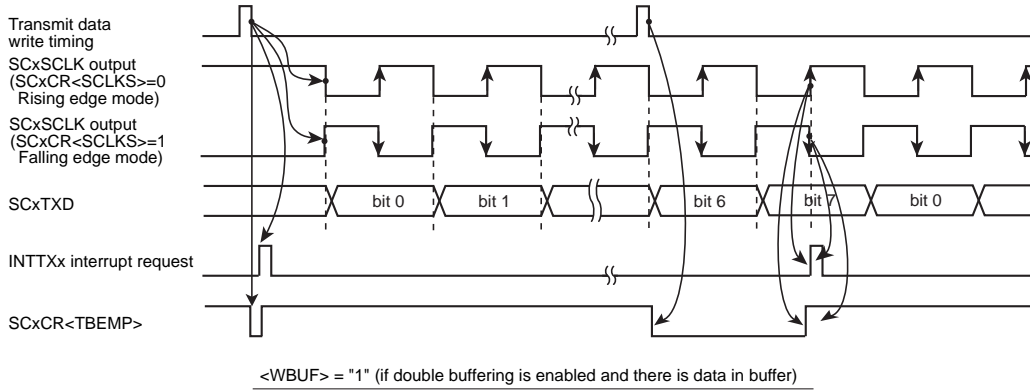 Transmit data
write timing
SCxSCLK output
(SCxCR<SCLKS>=0
Rising edge mode)
SCxSCLK output
(SCxCR<SCLKS>=1
Falling edge mode)
SCxTXD
bit 0
bit 1
bit 6
bit 7
bit 0
INTTXx interrupt request
SCxCR<TBEMP>
<WBUF> = "1" (if double buffering is enabled and there is data in buffer)